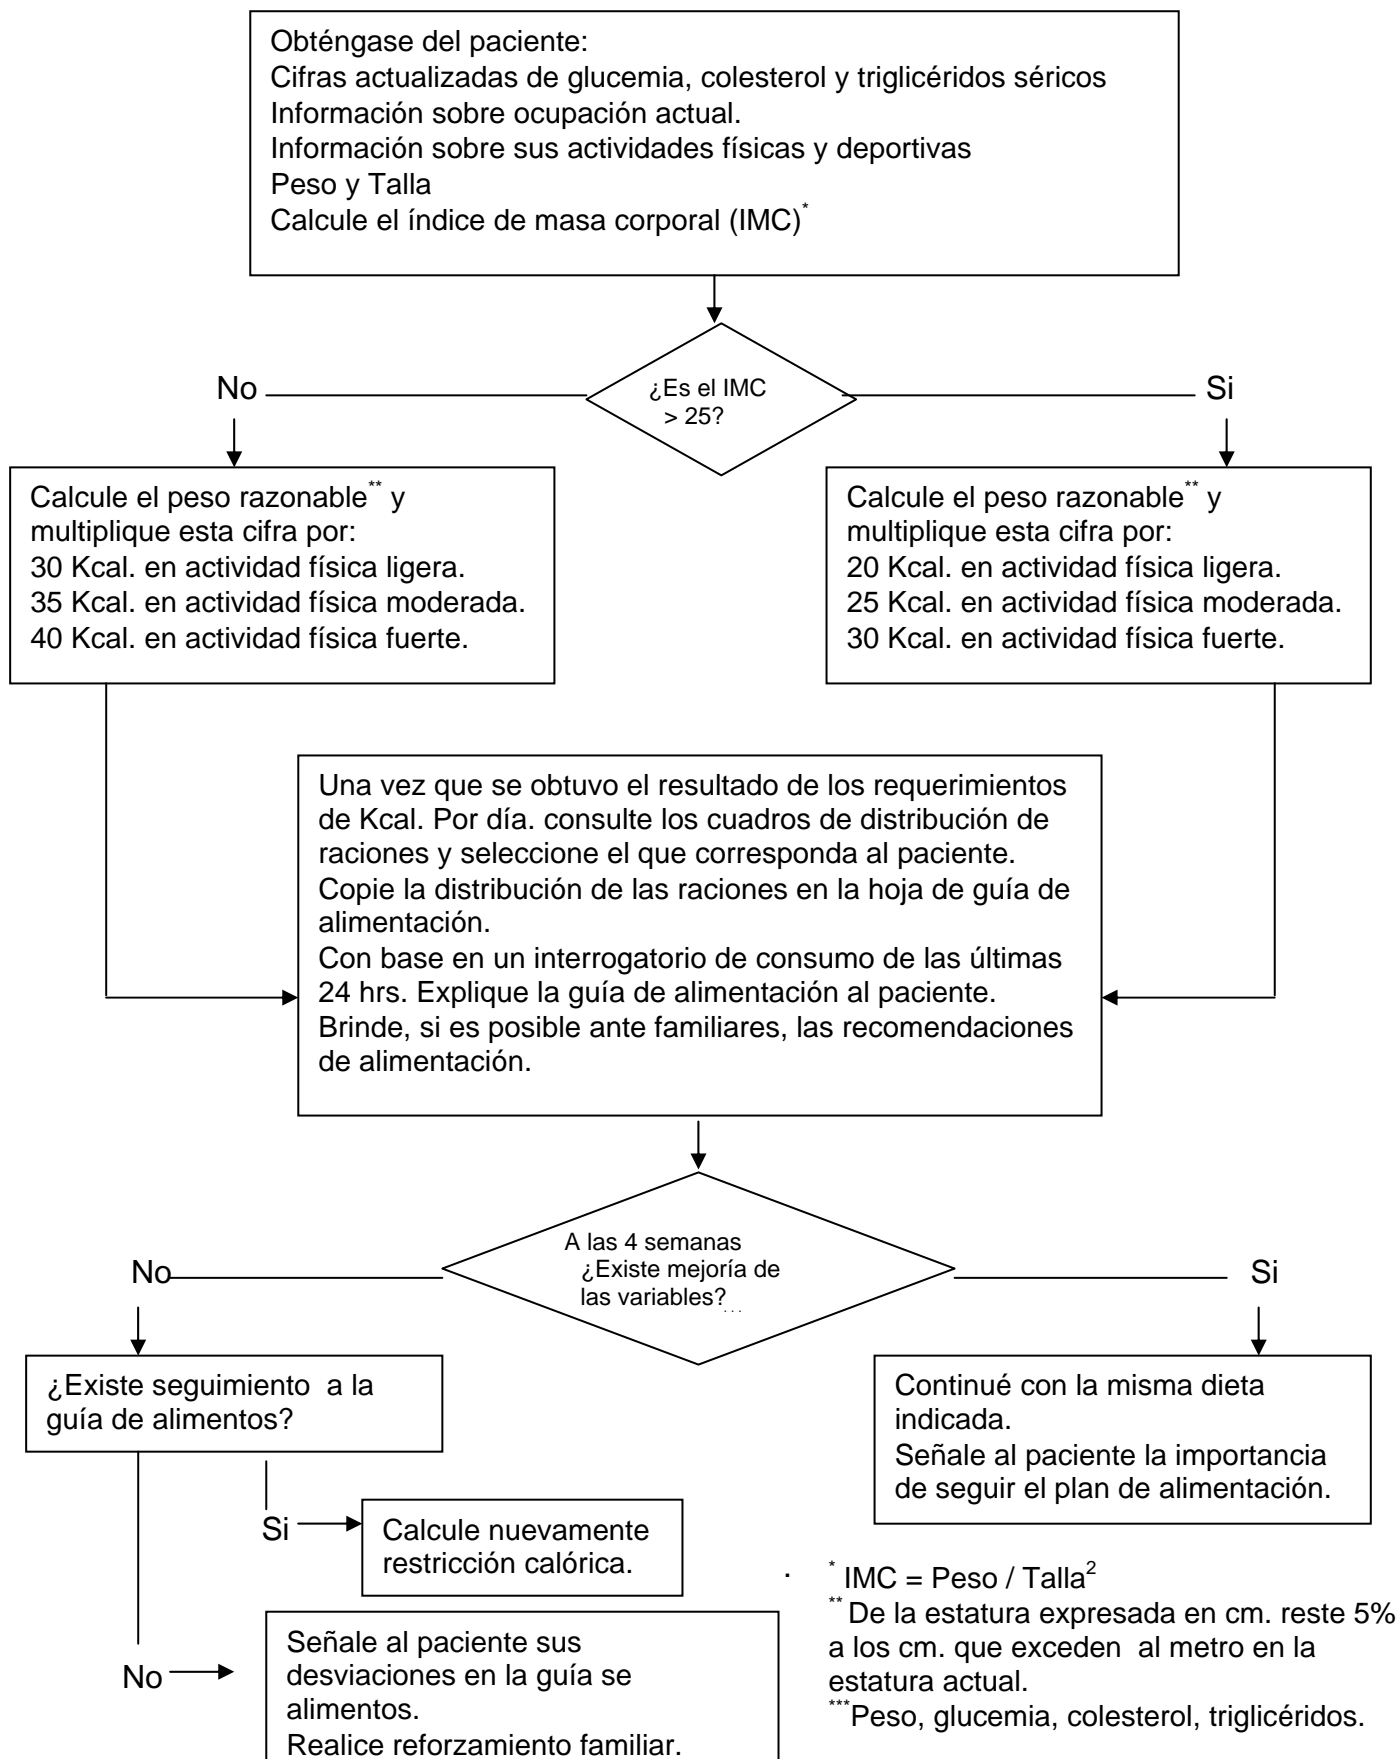 Obténgase del paciente:
Cifras actualizadas de glucemia, colesterol y triglicéridos séricos
Información sobre ocupación actual.
Información sobre sus actividades físicas y deportivas
Peso y Talla
Calcule el índice de masa corporal (IMC)*
¿Es el IMC
> 25?
No
Si
Calcule el peso razonable** y
multiplique esta cifra por:
30 Kcal. en actividad física ligera.
35 Kcal. en actividad física moderada.
40 Kcal. en actividad física fuerte.
Calcule el peso razonable** y
multiplique esta cifra por:
20 Kcal. en actividad física ligera.
25 Kcal. en actividad física moderada.
30 Kcal. en actividad física fuerte.
Una vez que se obtuvo el resultado de los requerimientos
de Kcal. Por día. consulte los cuadros de distribución de
raciones y seleccione el que corresponda al paciente.
Copie la distribución de las raciones en la hoja de guía de
alimentación.
Con base en un interrogatorio de consumo de las últimas
24 hrs. Explique la guía de alimentación al paciente.
Brinde, si es posible ante familiares, las recomendaciones
de alimentación.
A las 4 semanas
¿Existe mejoría de
las variables?...
No
Si
¿Existe seguimiento a la
guía de alimentos?
Continué con la misma dieta
indicada.
Señale al paciente la importancia
de seguir el plan de alimentación.
Si
Calcule nuevamente
restricción calórica.
No
Señale al paciente sus
desviaciones en la guía se
alimentos.
Realice reforzamiento familiar.
.
* IMC = Peso / Talla²
** De la estatura expresada en cm. reste 5%
a los cm. que exceden al metro en la
estatura actual.
***Peso, glucemia, colesterol, triglicéridos.